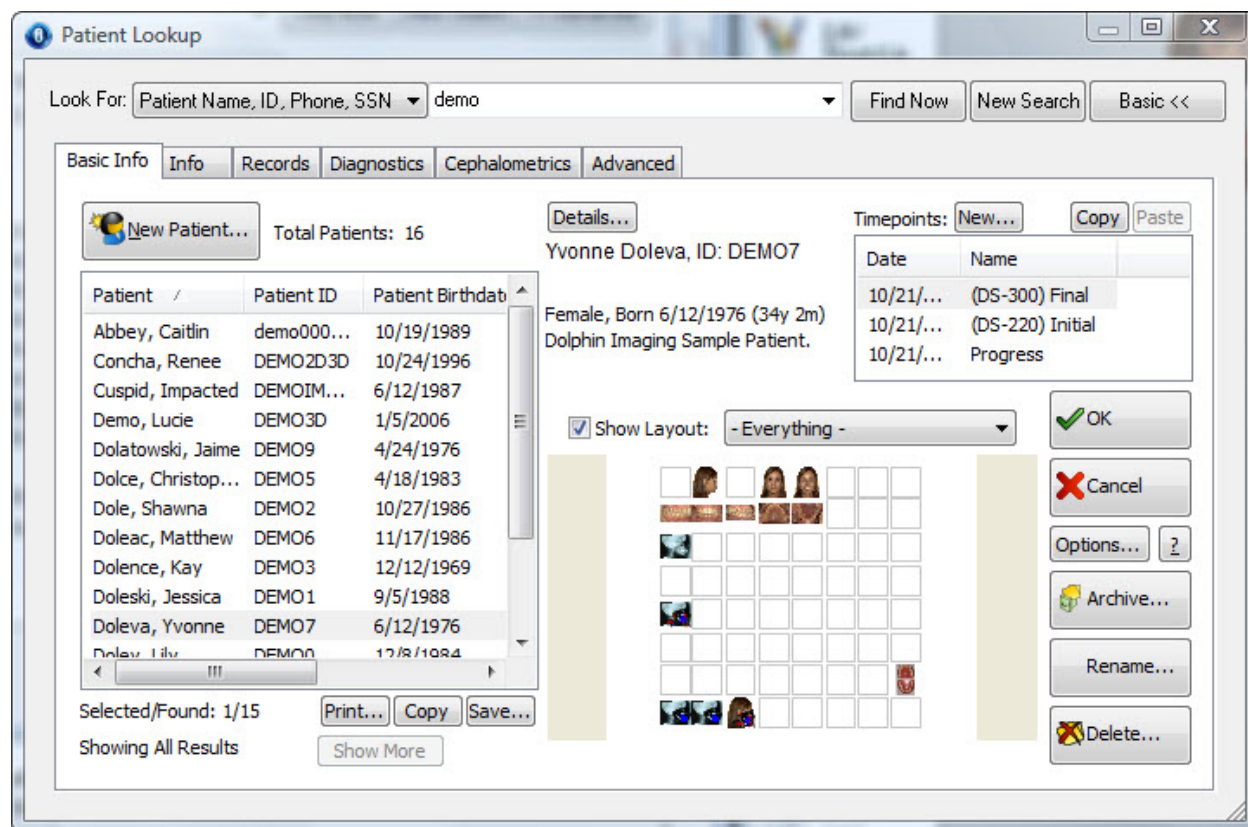 Patient Lookup
Look For: Patient Name, ID, Phone, SSN demo Find Now New Search Basic <<
Basic Info Info Records Diagnostics Cephalometrics Advanced
New Patient... Total Patients: 16
Patient Patient ID Patient Birthdat
Abbey, Caitlin demo000... 10/19/1989
Concha, Renee DEMO2D3D 10/24/1996
Cuspid, Impacted DEMOIM... 6/12/1987
Demo, Lucie DEMO3D 1/5/2006
Dolatowski, Jaime DEMO9 4/24/1976
Dolce, Christop... DEMO5 4/18/1983
Dole, Shawna DEMO2 10/27/1986
Doleac, Matthew DEMO6 11/17/1986
Dolence, Kay DEMO3 12/12/1969
Doleski, Jessica DEMO1 9/5/1988
Doleva, Yvonne DEMO7 6/12/1976
Doley, Lily DEMO0 12/8/1984
Selected/Found: 1/15 Print... Copy Save...
Showing All Results Show More
Details...
Yvonne Doleva, ID: DEMO7
Female, Born 6/12/1976 (34y 2m)
Dolphin Imaging Sample Patient.
Timepoints: New... Copy Paste
Date Name
10/21/... (DS-300) Final
10/21/... (DS-220) Initial
10/21/... Progress
Show Layout: - Everything -
OK
Cancel
Options... ?
Archive...
Rename...
Delete...